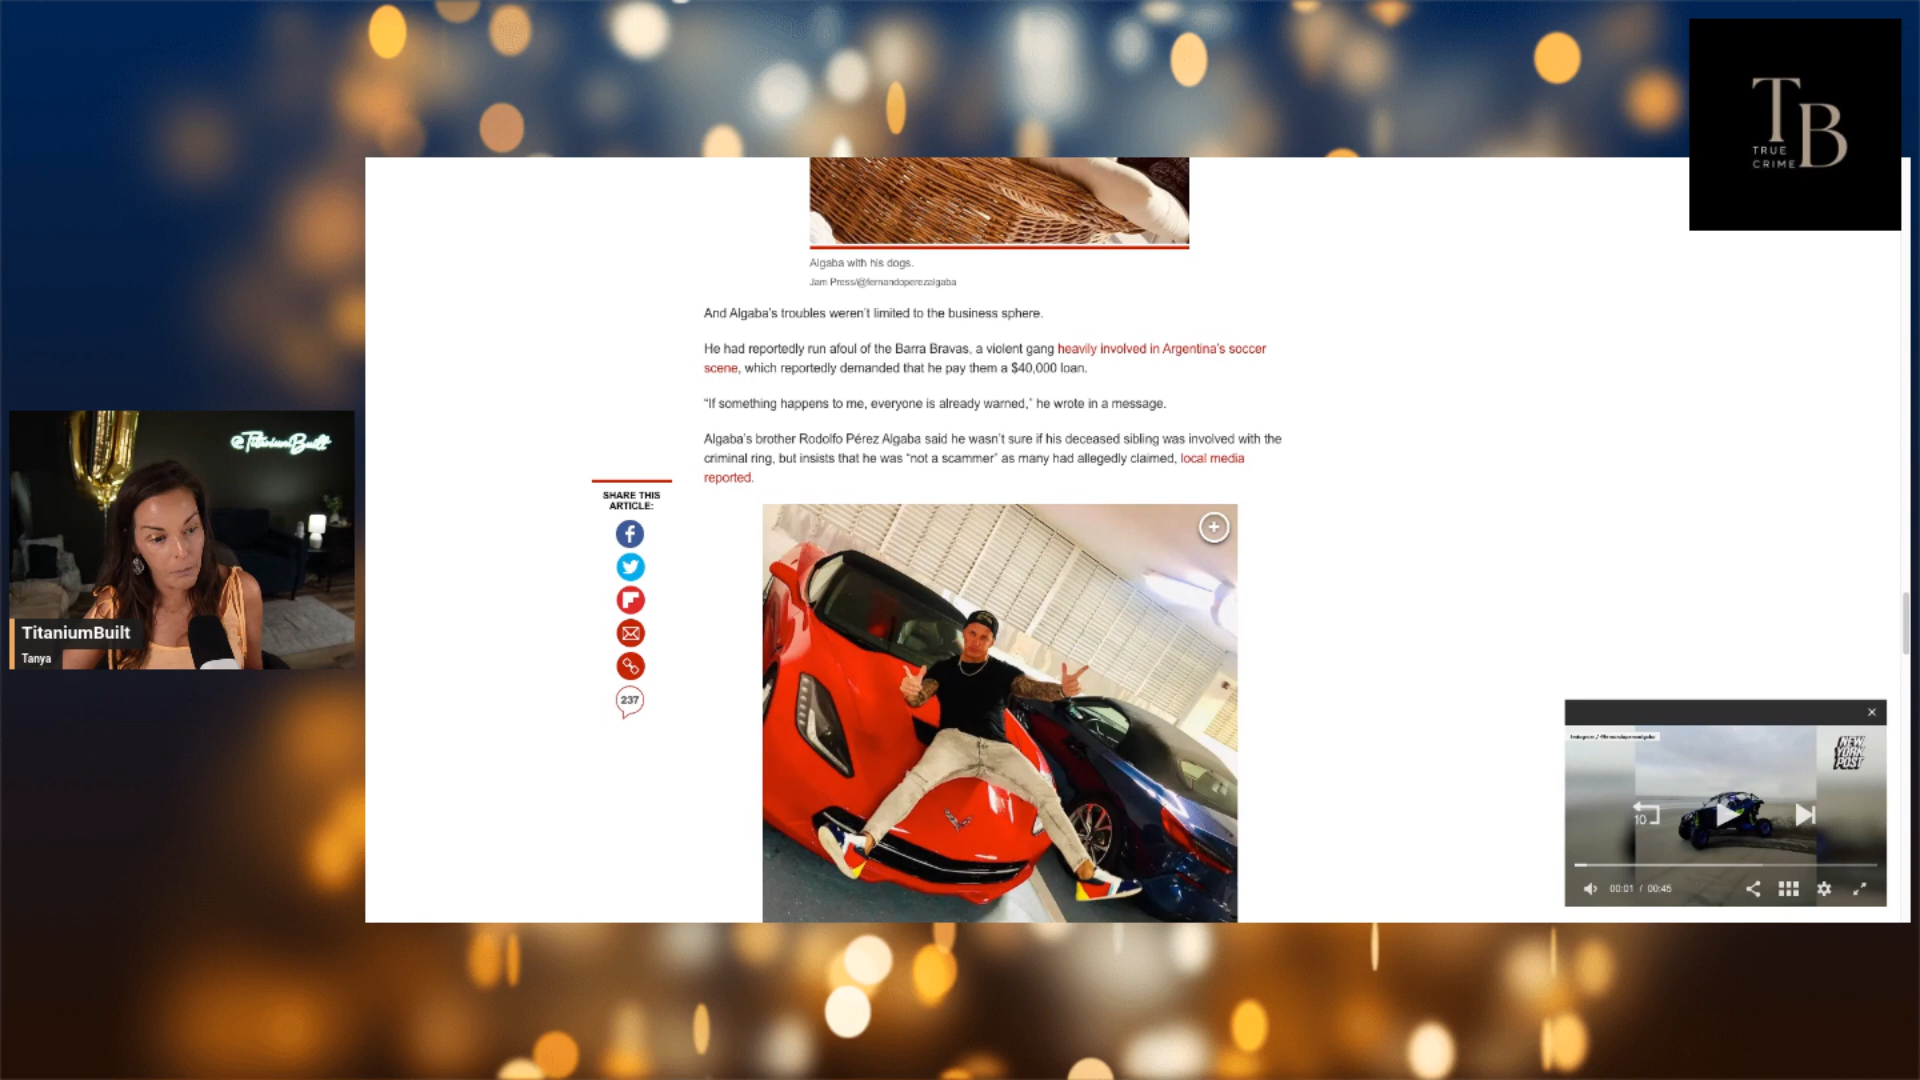 T
B
TRUE
CRIME
Algaba with his dogs.
Jam Press/@fernandoperezalgaba
And Algaba's troubles weren't limited to the business sphere.
He had reportedly run afoul of the Barra Bravas, a violent gang heavily involved in Argentina's soccer
scene, which reportedly demanded that he pay them a $40,000 loan.
“If something happens to me, everyone is already warned,” he wrote in a message.
Algaba's brother Rodolfo Pérez Algaba said he wasn't sure if his deceased sibling was involved with the
criminal ring, but insists that he was “not a scammer” as many had allegedly claimed, local media
reported.
SHARE THIS
ARTICLE:
237
@TitaniumBuilt
TitaniumBuilt
Tanya
Instagram / @fernandoperezalgaba
NEW
YORK
POST
10
00:01 / 00:45